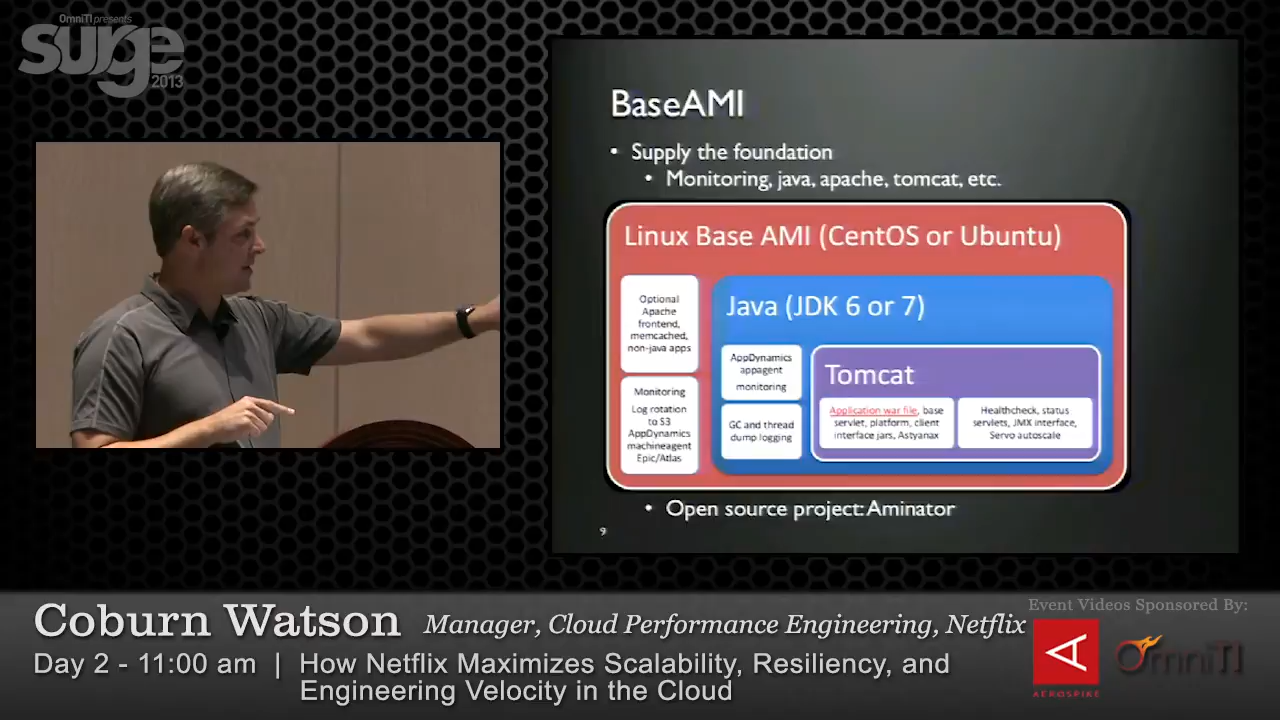 OmniTI presents
surge
2013
BaseAMI
• Supply the foundation
• Monitoring, java, apache, tomcat, etc.
Linux Base AMI (CentOS or Ubuntu)
Optional
Apache
frontend,
memcached,
non-java apps
Monitoring
Log rotation
to S3
AppDynamics
machineagent
Epic/Atlas
Java (JDK 6 or 7)
AppDynamics
appagent
monitoring
GC and thread
dump logging
Tomcat
Application war file, base
servlet, platform, client
interface jars, Astyanax
Healthcheck, status
servlets, JMX interface,
Servo autoscale
• Open source project: Aminator
9
Coburn Watson Manager, Cloud Performance Engineering, Netflix
Day 2 - 11:00 am | How Netflix Maximizes Scalability, Resiliency, and
Engineering Velocity in the Cloud
Event Videos Sponsored By:
AEROSPIKE
OmniTI